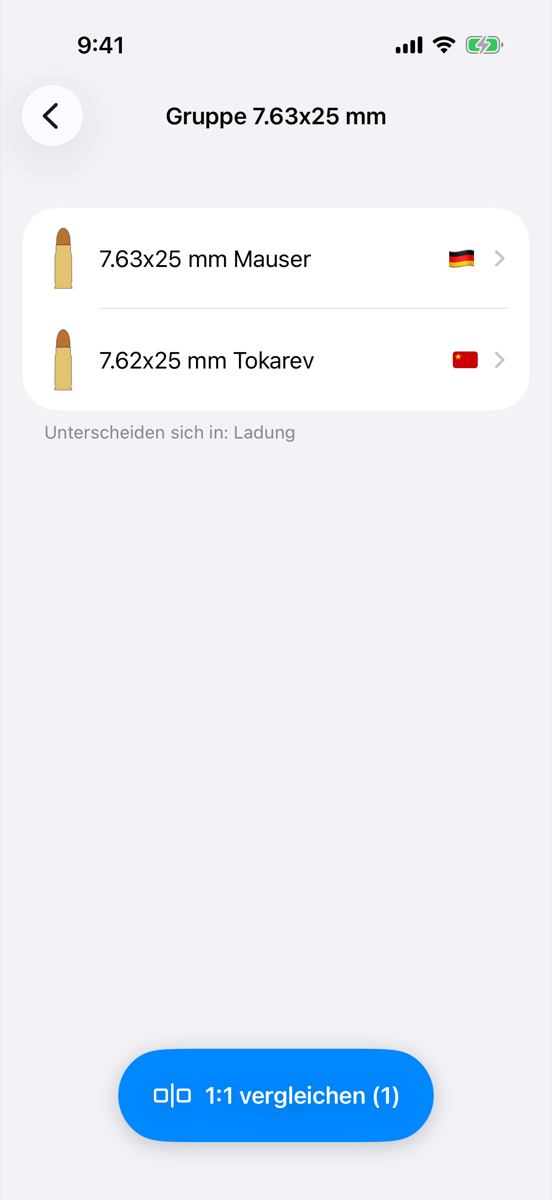 9:41
Gruppe 7.63x25 mm
7.63x25 mm Mauser
7.62x25 mm Tokarev
Unterscheiden sich in: Ladung
1:1 vergleichen (1)